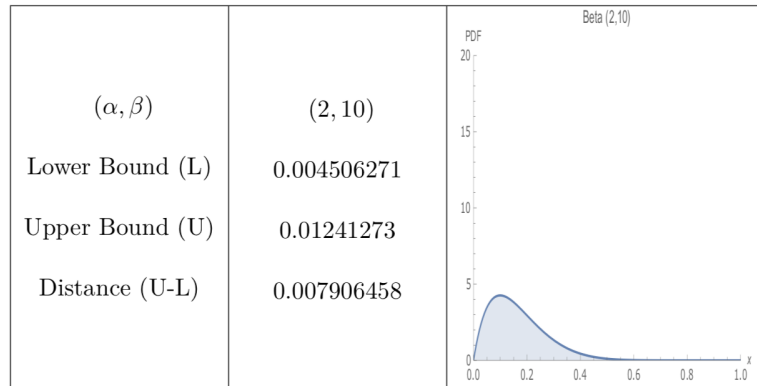 (α, β)
(2, 10)
Lower Bound (L)
0.004506271
Upper Bound (U)
0.01241273
Distance (U-L)
0.007906458
Beta (2,10)
PDF
20
15
10
5
0
0.0 0.2 0.4 0.6 0.8 1.0
x